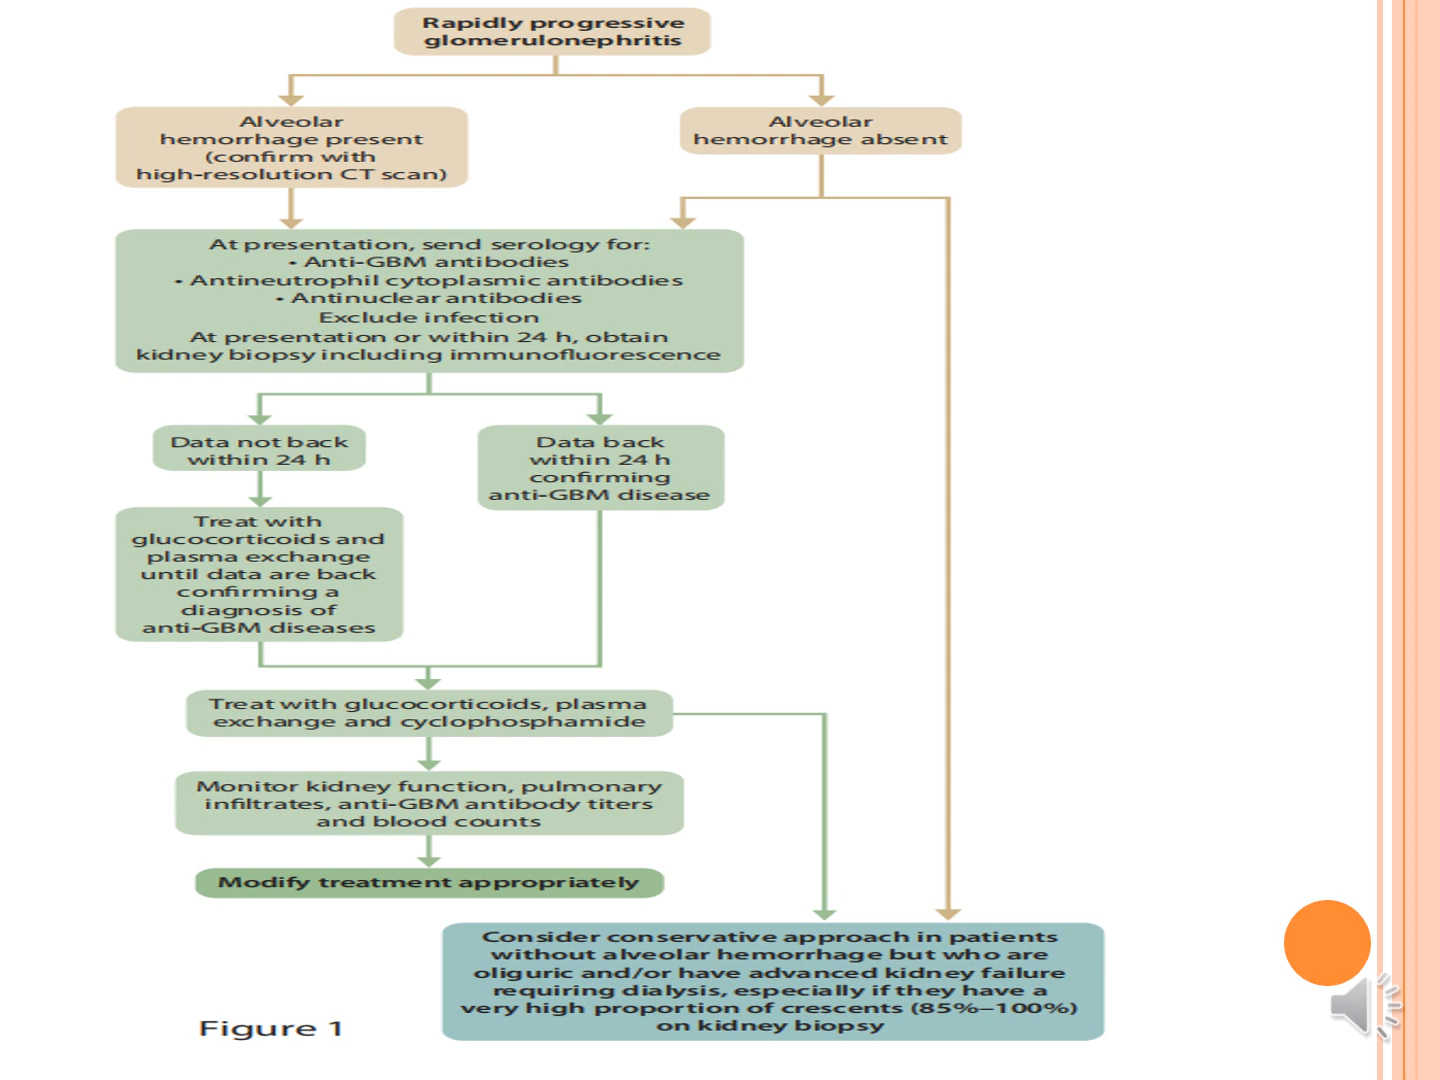 Rapidly progressive
glomerulonephritis
Alveolar
hemorrhage present
(confirm with
high-resolution CT scan)
Alveolar
hemorrhage absent
At presentation, send serology for:
• Anti-GBM antibodies
• Antineutrophil cytoplasmic antibodies
• Antinuclear antibodies
Exclude infection
At presentation or within 24 h, obtain
kidney biopsy including immunofluorescence
Data not back
within 24 h
Data back
within 24 h
confirming
anti-GBM disease
Treat with
glucocorticoids and
plasma exchange
until data are back
confirming a
diagnosis of
anti-GBM diseases
Treat with glucocorticoids, plasma
exchange and cyclophosphamide
Monitor kidney function, pulmonary
infiltrates, anti-GBM antibody titers
and blood counts
Modify treatment appropriately
Consider conservative approach in patients
without alveolar hemorrhage but who are
oliguric and/or have advanced kidney failure
requiring dialysis, especially if they have a
very high proportion of crescents (85%–100%)
on kidney biopsy
Figure 1